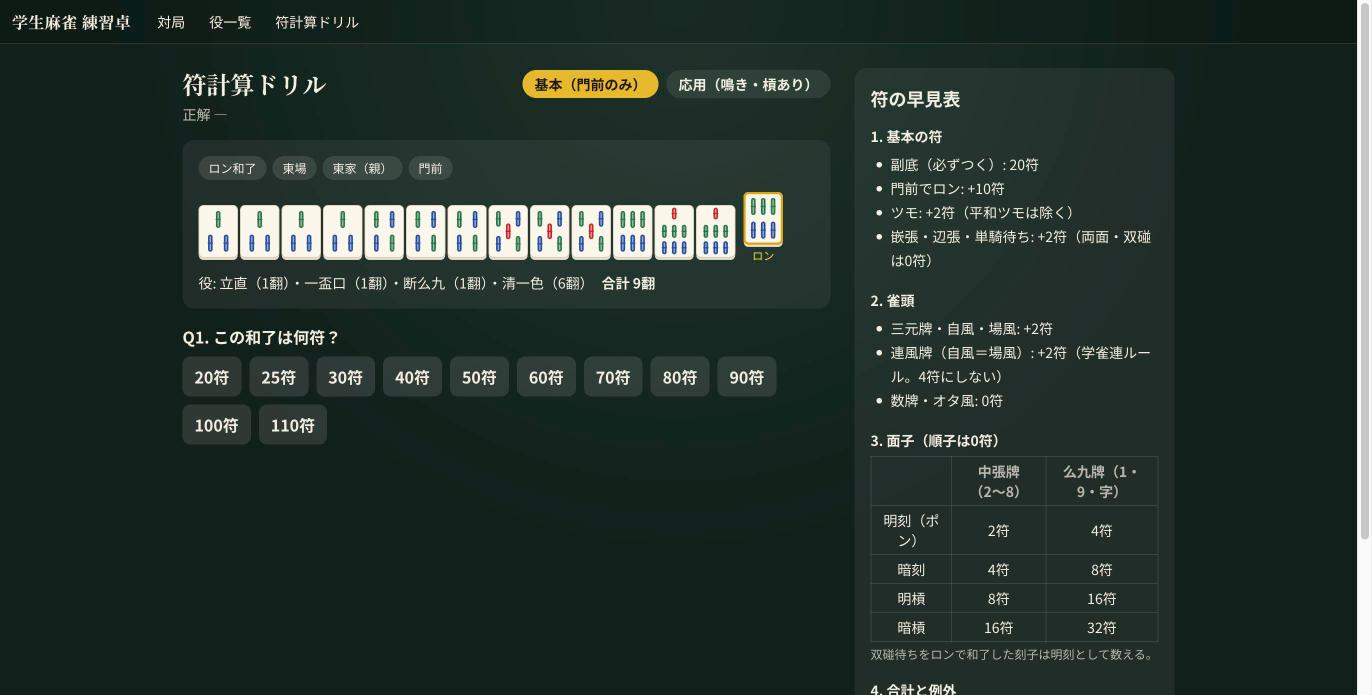 学生麻雀 練習卓 対局 役一覧 符計算ドリル
符計算ドリル
基本（門前のみ） 応用（鳴き・槓あり）
正解 —
ロン和了 東場 東家（親） 門前
ロン
役: 立直（1翻）・一盃口（1翻）・断么九（1翻）・清一色（6翻） 合計 9翻
Q1. この和了は何符？
20符 25符 30符 40符 50符 60符 70符 80符 90符
100符 110符
符の早見表
1. 基本の符
副底（必ずつく）: 20符
門前でロン: +10符
ツモ: +2符（平和ツモは除く）
嵌張・辺張・単騎待ち: +2符（両面・双碰
は0符）
2. 雀頭
三元牌・自風・場風: +2符
連風牌（自風＝場風）: +2符（学雀連ルー
ル。4符にしない）
数牌・オタ風: 0符
3. 面子（順子は0符）
中張牌 么九牌（1・
（2〜8） 9・字）
明刻（ポ
ン） 2符 4符
暗刻 4符 8符
明槓 8符 16符
暗槓 16符 32符
双碰待ちをロンで和了した刻子は明刻として数える。
4. 合計と例外